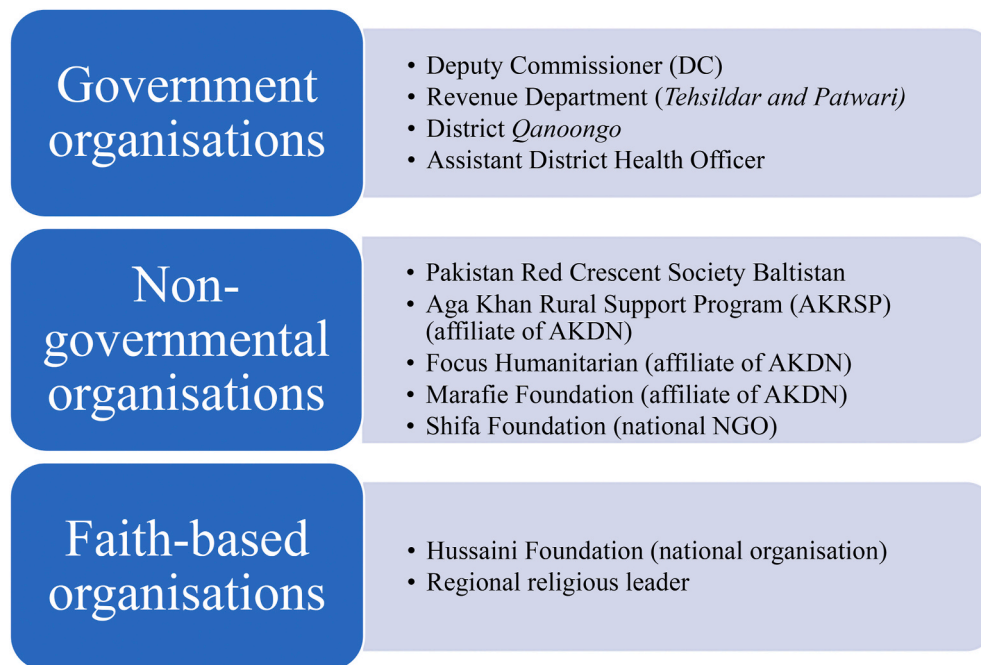 Government
organisations
• Deputy Commissioner (DC)
• Revenue Department (Tehsildar and Patwari)
• District Qanoongo
• Assistant District Health Officer
Non-
governmental
organisations
• Pakistan Red Crescent Society Baltistan
• Aga Khan Rural Support Program (AKRSP)
(affiliate of AKDN)
• Focus Humanitarian (affiliate of AKDN)
• Marafie Foundation (affiliate of AKDN)
• Shifa Foundation (national NGO)
Faith-based
organisations
• Hussaini Foundation (national organisation)
• Regional religious leader